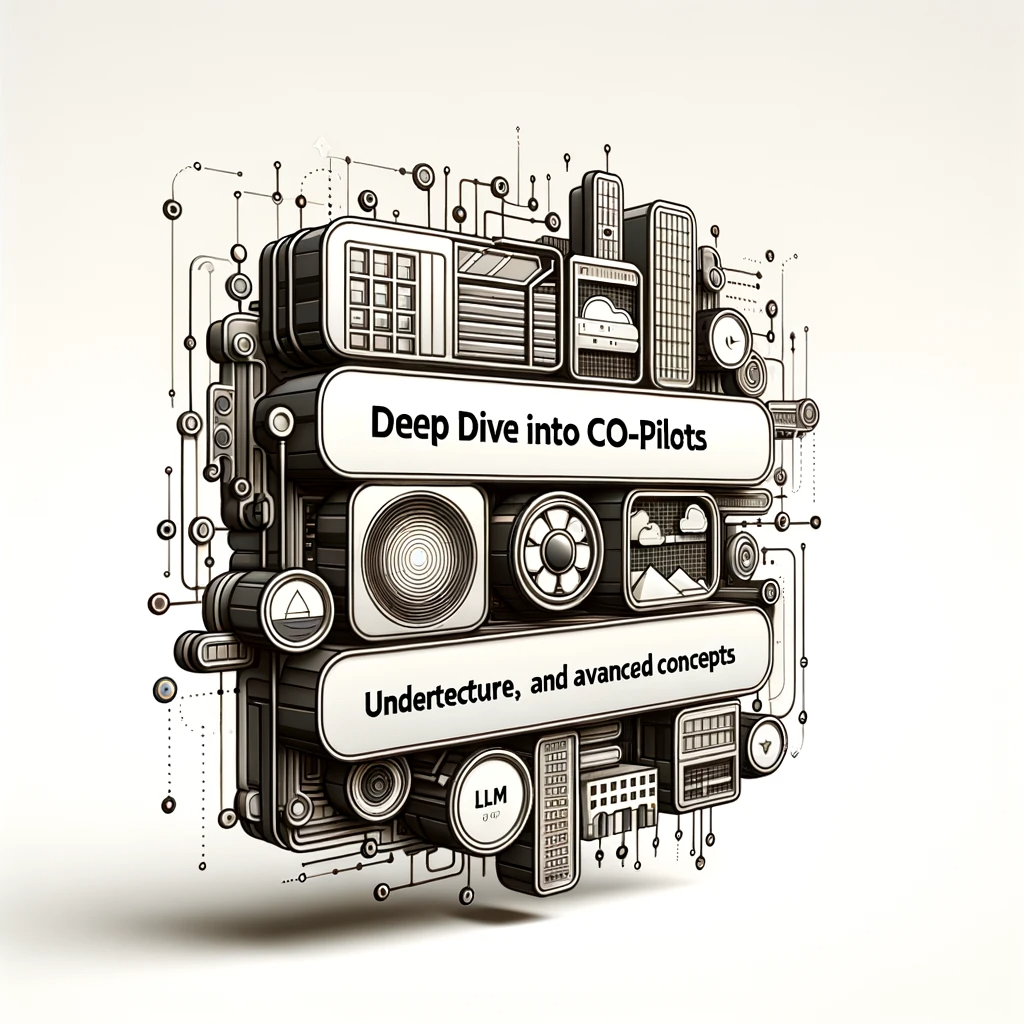 Deep Dive into CO-Pilots
Undertecture, and avanced concepts
LLM